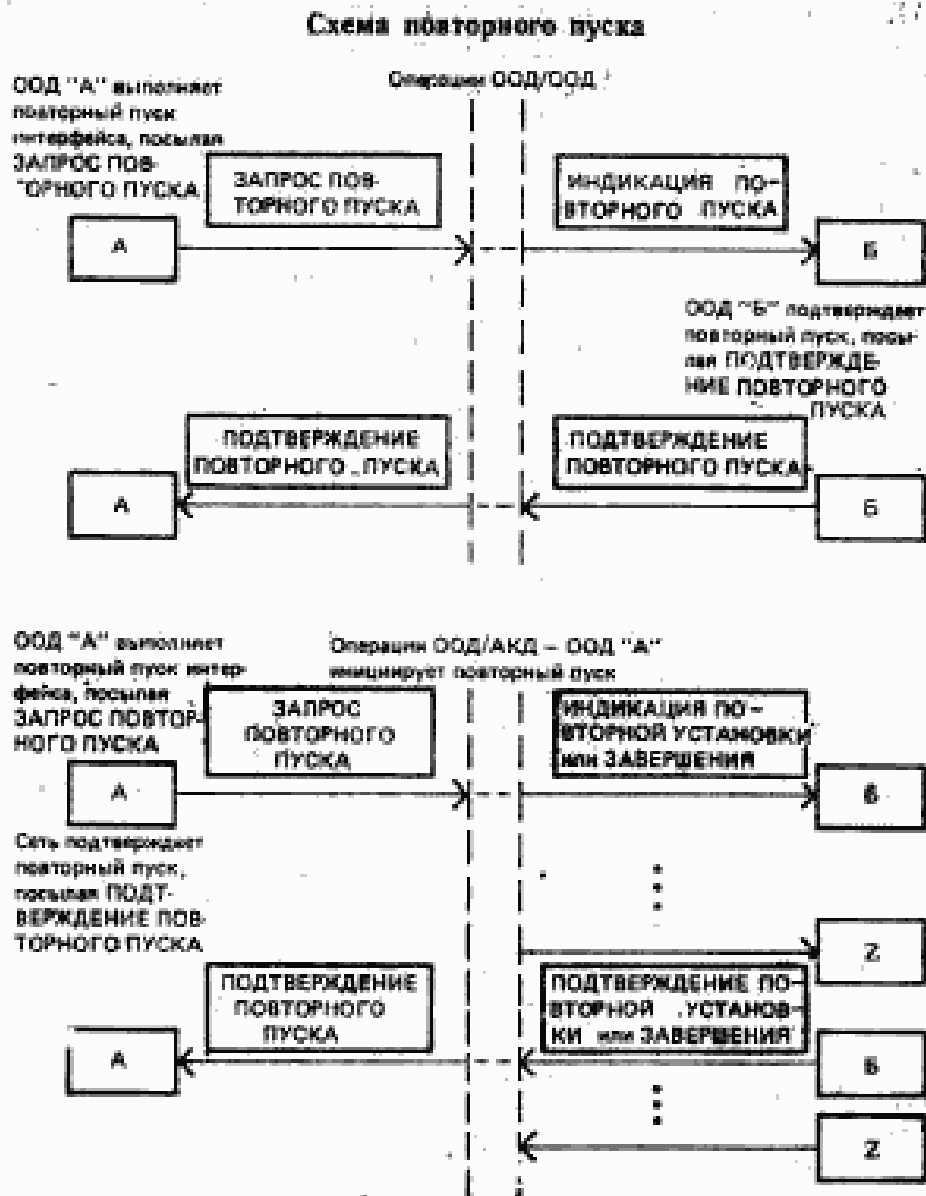 Схема повторного пуска
ООД "А" выполняет
повторный пуск
интерфейса, посылая
ЗАПРОС ПОВ-
ТОРНОГО ПУСКА
Операции ООД/ООД
ЗАПРОС ПОВ-
ТОРНОГО ПУСКА
ИНДИКАЦИЯ ПО-
ВТОРНОГО ПУСКА
А
Б
ООД "Б" подтверждает
повторный пуск, посы-
лая ПОДТВЕРЖДЕ-
НИЕ ПОВТОРНОГО
ПУСКА
ПОДТВЕРЖДЕНИЕ
ПОВТОРНОГО ПУСКА
ПОДТВЕРЖДЕНИЕ
ПОВТОРНОГО ПУСКА
А
Б
ООД "А" выполняет
повторный пуск интер-
фейса, посылая
ЗАПРОС ПОВТОР-
НОГО ПУСКА
Операции ООД/АКД – ООД "А"
инициирует повторный пуск
ЗАПРОС
ПОВТОРНОГО
ПУСКА
ИНДИКАЦИЯ ПО-
ВТОРНОЙ УСТАНОВКИ
или ЗАВЕРШЕНИЯ
А
Б
Сеть подтверждает
повторный пуск,
посылая ПОДТ-
ВЕРЖДЕНИЕ ПОВ-
ТОРНОГО ПУСКА
Z
ПОДТВЕРЖДЕНИЕ
ПОВТОРНОГО
ПУСКА
ПОДТВЕРЖДЕНИЕ ПО-
ВТОРНОЙ УСТАНОВ-
КИ или ЗАВЕРШЕНИЯ
А
Б
Z